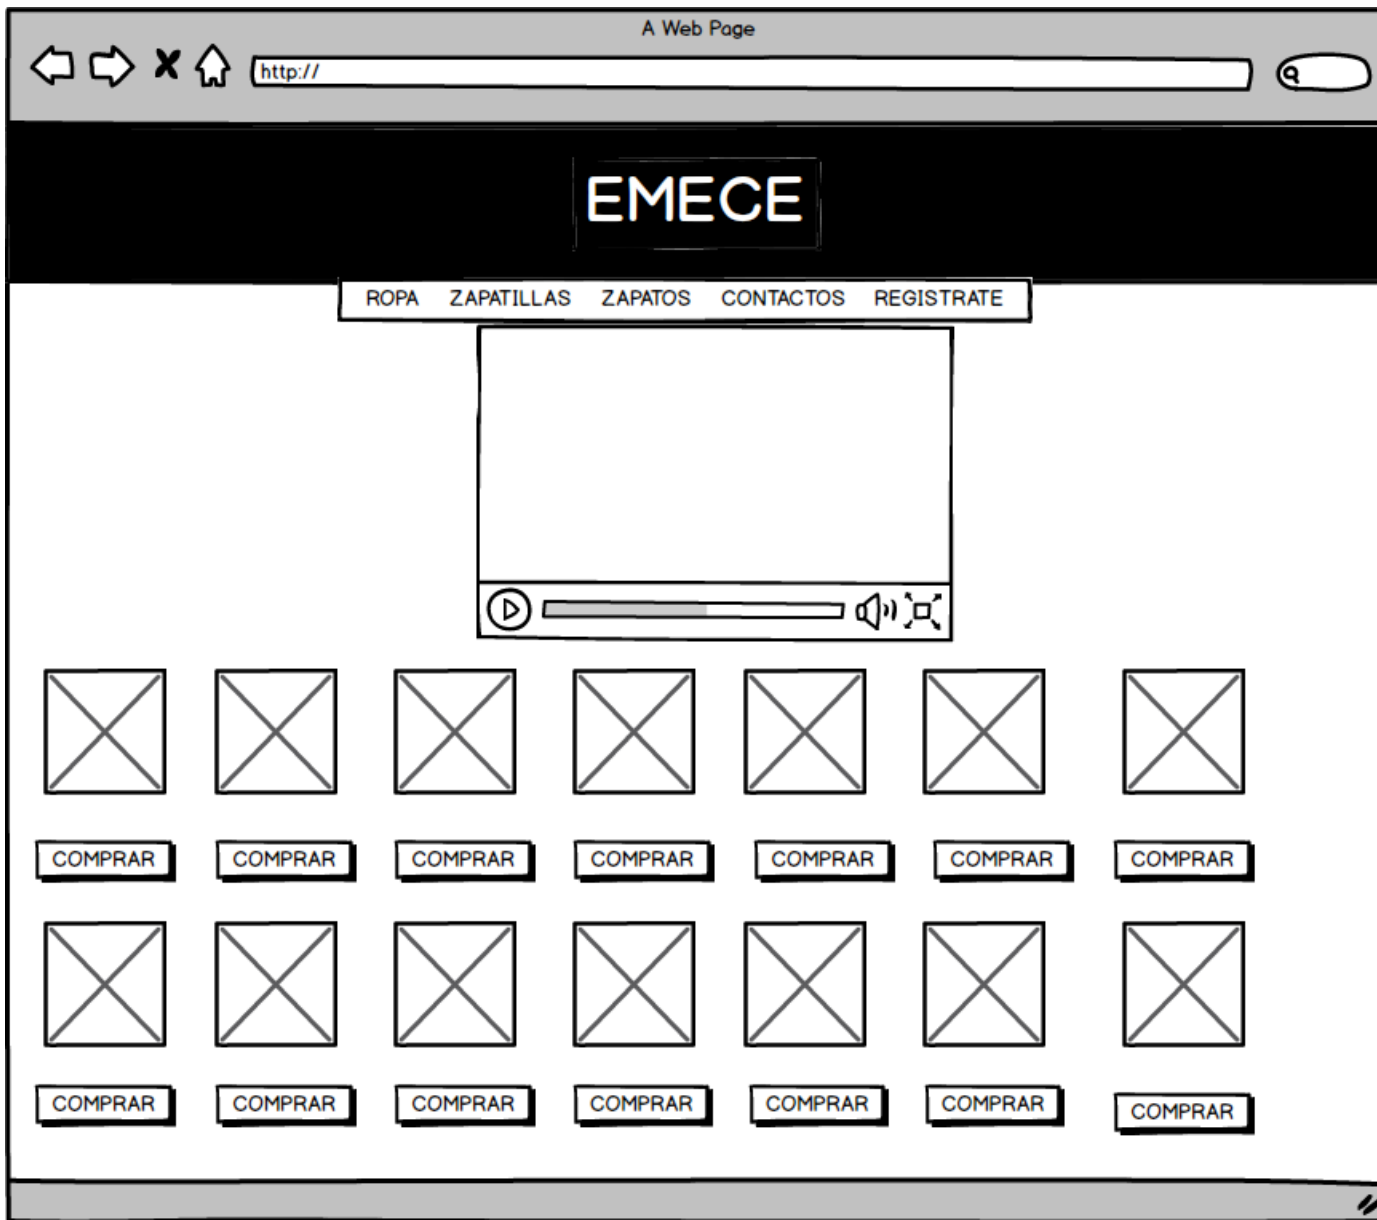 A Web Page
http://
EMECE
ROPA ZAPATILLAS ZAPATOS CONTACTOS REGISTRATE
COMPRAR COMPRAR COMPRAR COMPRAR COMPRAR COMPRAR COMPRAR
COMPRAR COMPRAR COMPRAR COMPRAR COMPRAR COMPRAR COMPRAR